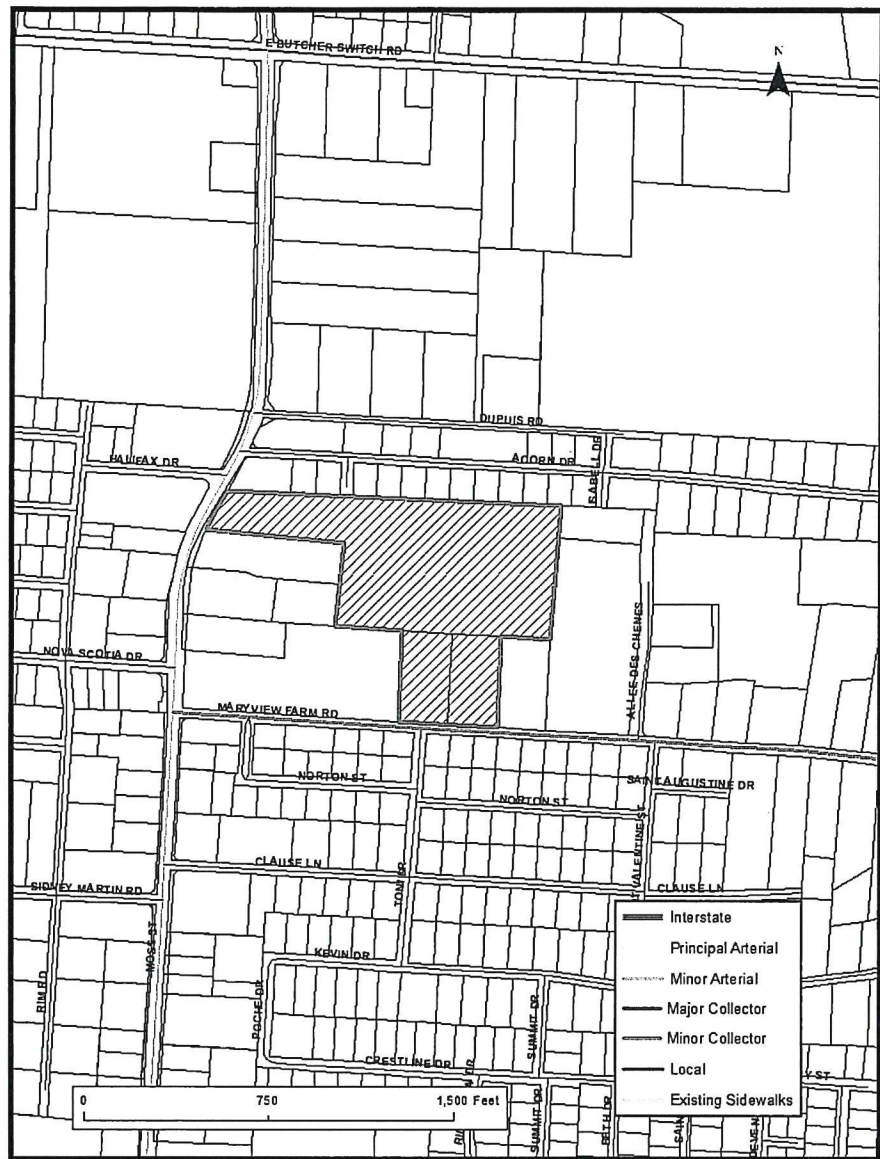 E BUTCHER SWITCH RD
N
DUPUIS RD
ACORN DR
HALIFAX DR
ISABELL DR
ALLEE DES CHENES
NOVA SCOTIA DR
MARYVIEW FARM RD
NORTON ST
SAINT AUGUSTINE DR
NORTON ST
CLAUSE LN
CLAUSE LN
SIDNEY MARTIN RD
TONI DR
MOSS ST
KEVIN DR
RIM RD
POCHE DR
SUMMIT DR
CRESTLINE DR
SUMMIT DR
BETH DR
Interstate
Principal Arterial
Minor Arterial
Major Collector
Minor Collector
Local
Existing Sidewalks
0 750 1,500 Feet